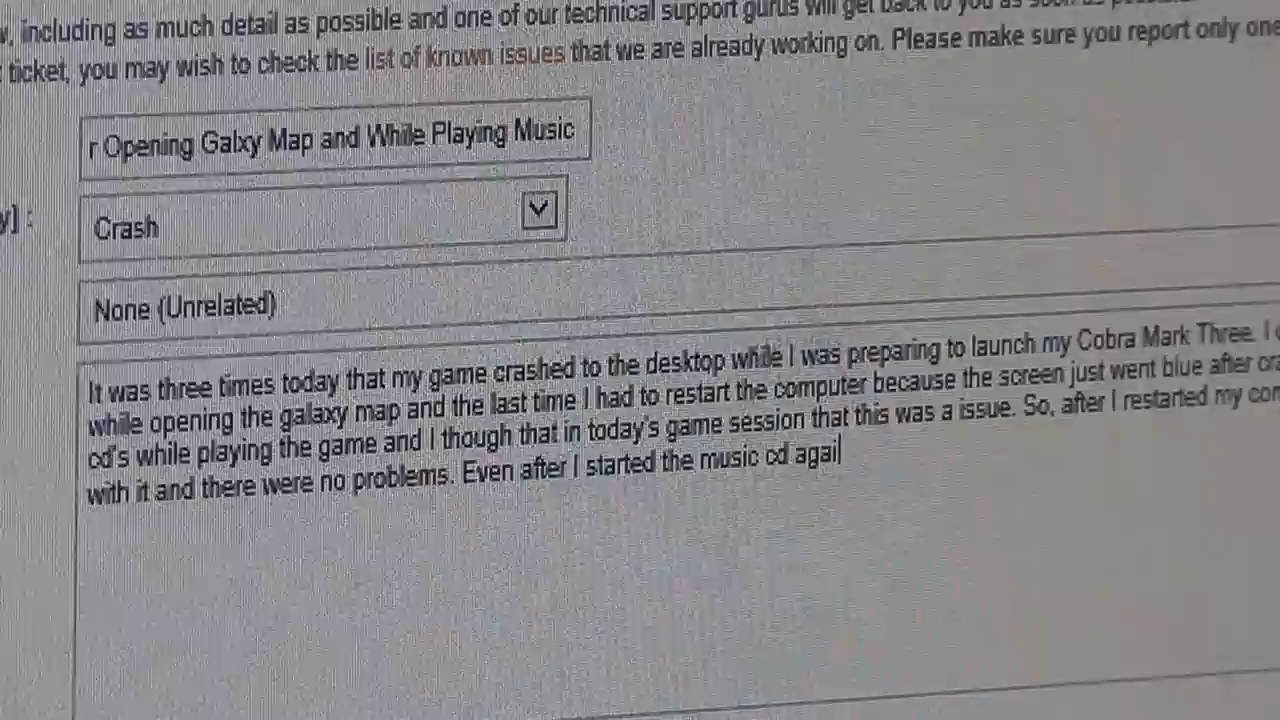 including as much detail as possible and one of our technical support gurus will get back to you as soon as
ticket, you may wish to check the list of known issues that we are already working on. Please make sure you report only one
r Opening Galxy Map and While Playing Music
y] :
Crash
None (Unrelated)
It was three times today that my game crashed to the desktop while I was preparing to launch my Cobra Mark Three. I
while opening the galaxy map and the last time I had to restart the computer because the screen just went blue after
cd's while playing the game and I though that in today's game session that this was a issue. So, after I restarted my
with it and there were no problems. Even after I started the music cd agai